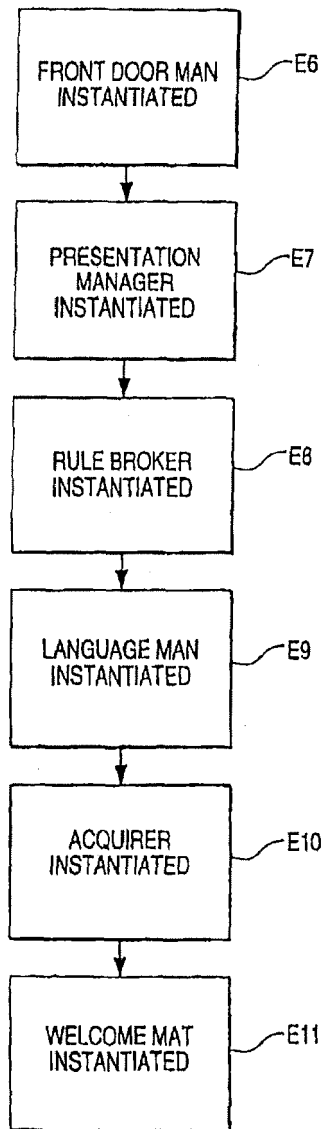 FRONT DOOR MAN
INSTANTIATED
E6
PRESENTATION
MANAGER
INSTANTIATED
E7
RULE BROKER
INSTANTIATED
E8
LANGUAGE MAN
INSTANTIATED
E9
ACQUIRER
INSTANTIATED
E10
WELCOME MAT
INSTANTIATED
E11